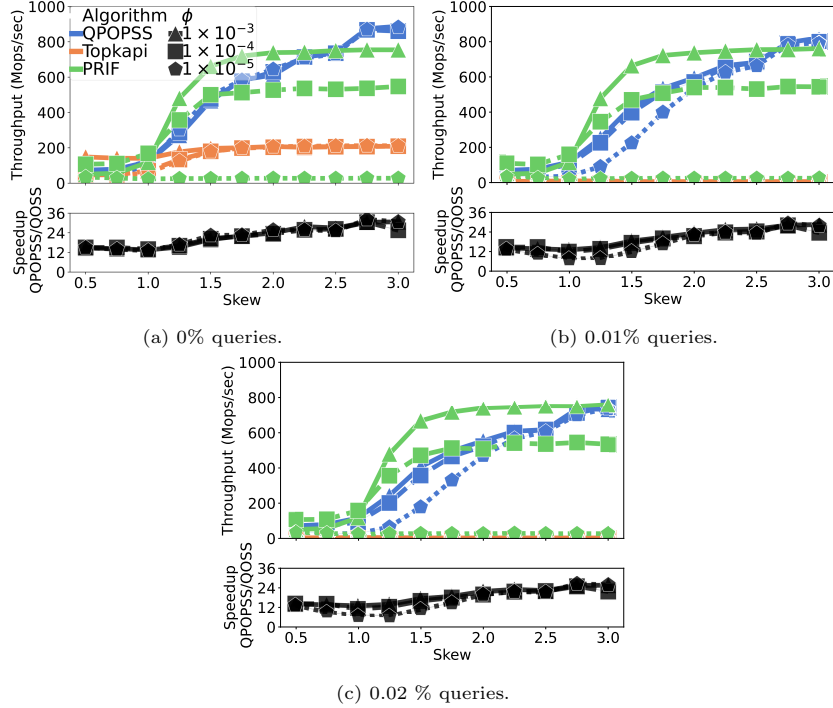 Algorithm ϕ
QPOPSS 1 × 10⁻³
Topkapi 1 × 10⁻⁴
PRIF 1 × 10⁻⁵
Throughput (Mops/sec)
1000
800
600
400
200
0
Speedup
QPOPSS/QOSS
36
24
12
0
0.5 1.0 1.5 2.0 2.5 3.0
Skew
(a) 0% queries.
Throughput (Mops/sec)
1000
800
600
400
200
0
Speedup
QPOPSS/QOSS
36
24
12
0
0.5 1.0 1.5 2.0 2.5 3.0
Skew
(b) 0.01% queries.
Throughput (Mops/sec)
1000
800
600
400
200
0
Speedup
QPOPSS/QOSS
36
24
12
0
0.5 1.0 1.5 2.0 2.5 3.0
Skew
(c) 0.02 % queries.